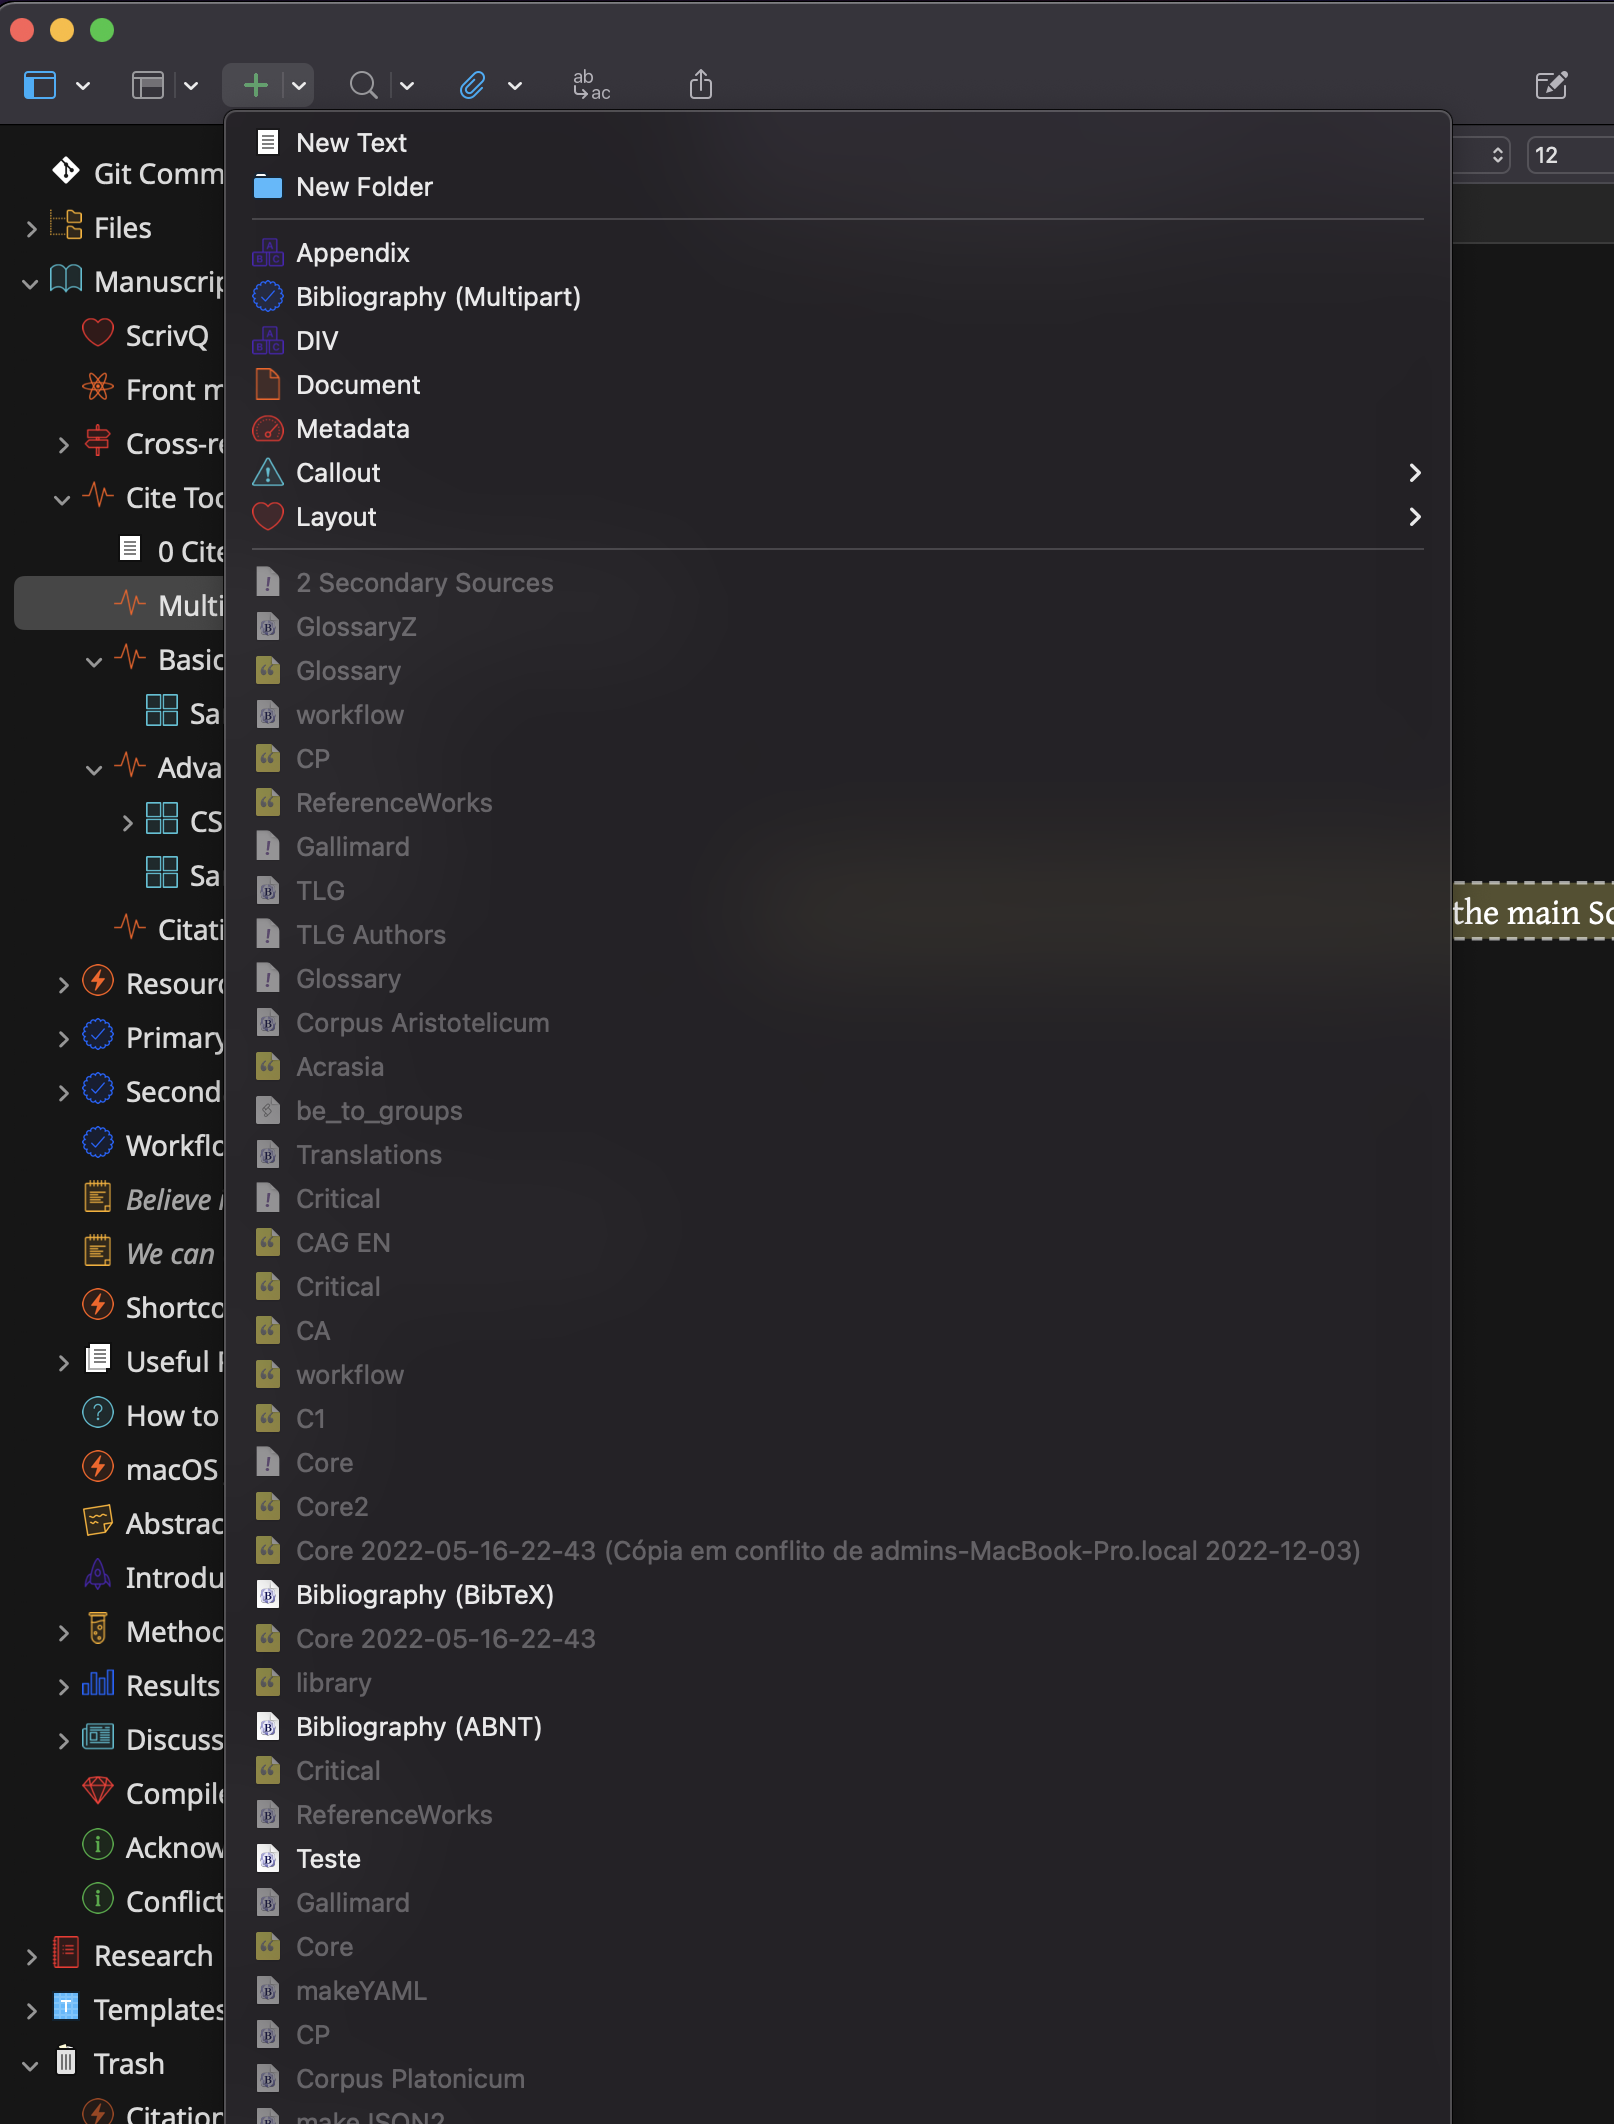 ab
ac
12
Git Comm
Files
Manuscrip
ScrivQ
Front m
Cross-re
Cite Too
0 Cite
Multi
Basic
Sa
Adva
CS
Sa
Citati
Resourc
Primary
Second
Workflo
Believe i
We can
Shortco
Useful F
How to
macOS
Abstrac
Introdu
Method
Results
Discuss
Compile
Acknow
Conflict
Research
Templates
Trash
Citation
New Text
New Folder
Appendix
Bibliography (Multipart)
DIV
Document
Metadata
Callout
Layout
2 Secondary Sources
GlossaryZ
Glossary
workflow
CP
ReferenceWorks
Gallimard
TLG
TLG Authors
Glossary
Corpus Aristotelicum
Acrasia
be_to_groups
Translations
Critical
CAG EN
Critical
CA
workflow
C1
Core
Core2
Core 2022-05-16-22-43 (Cópia em conflito de admins-MacBook-Pro.local 2022-12-03)
Bibliography (BibTeX)
Core 2022-05-16-22-43
library
Bibliography (ABNT)
Critical
ReferenceWorks
Teste
Gallimard
Core
makeYAML
CP
Corpus Platonicum
makeJSON2
the main Sc